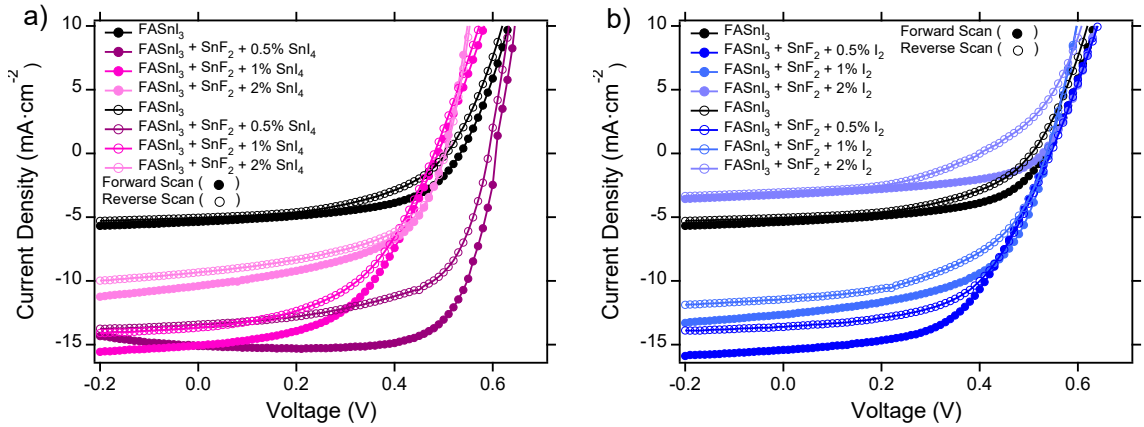 a)
FASnI₃
FASnI₃ + SnF₂ + 0.5% SnI₄
FASnI₃ + SnF₂ + 1% SnI₄
FASnI₃ + SnF₂ + 2% SnI₄
FASnI₃
FASnI₃ + SnF₂ + 0.5% SnI₄
FASnI₃ + SnF₂ + 1% SnI₄
FASnI₃ + SnF₂ + 2% SnI₄
Forward Scan ( ● )
Reverse Scan ( ○ )
10
5
0
-5
-10
-15
Current Density (mA·cm⁻²)
-0.2 0.0 0.2 0.4 0.6
Voltage (V)
b)
FASnI₃
FASnI₃ + SnF₂ + 0.5% I₂
FASnI₃ + SnF₂ + 1% I₂
FASnI₃ + SnF₂ + 2% I₂
FASnI₃
FASnI₃ + SnF₂ + 0.5% I₂
FASnI₃ + SnF₂ + 1% I₂
FASnI₃ + SnF₂ + 2% I₂
Forward Scan ( ● )
Reverse Scan ( ○ )
10
5
0
-5
-10
-15
Current Density (mA·cm⁻²)
-0.2 0.0 0.2 0.4 0.6
Voltage (V)